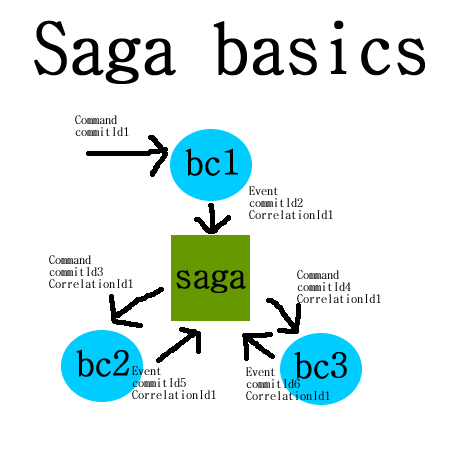 Saga basics
Command
commitId1
bc1
Event
commitId2
CorrelationId1
saga
Command
commitId3
CorrelationId1
Command
commitId4
CorrelationId1
bc2
Event
commitId5
CorrelationId1
Event
commitId6
CorrelationId1
bc3